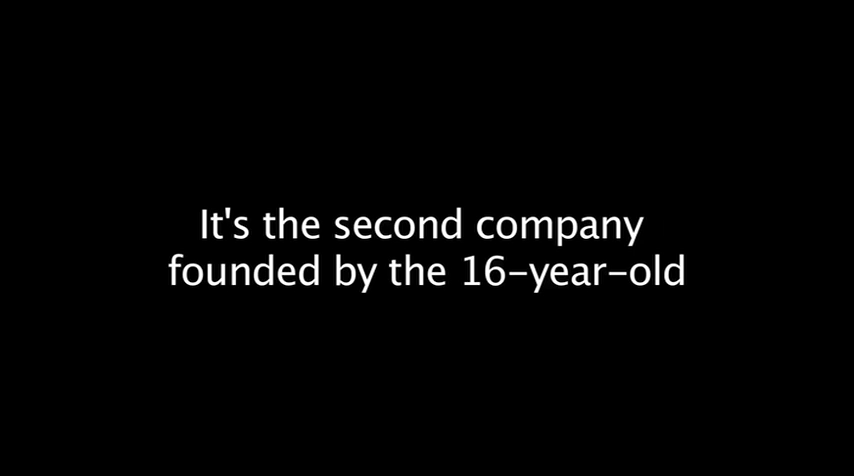 It's the second company
founded by the 16-year-old